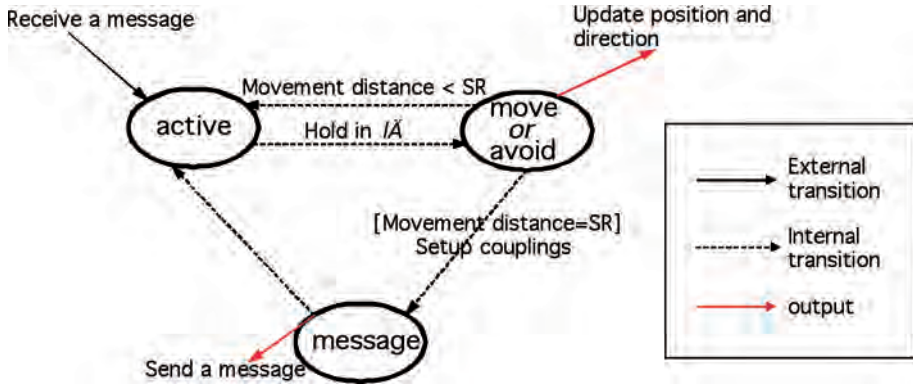 Receive a message
Update position and
direction
Movement distance < SR
active
Hold in IÄ
move
or
avoid
[Movement distance=SR]
Setup couplings
message
Send a message
External
transition
Internal
transition
output